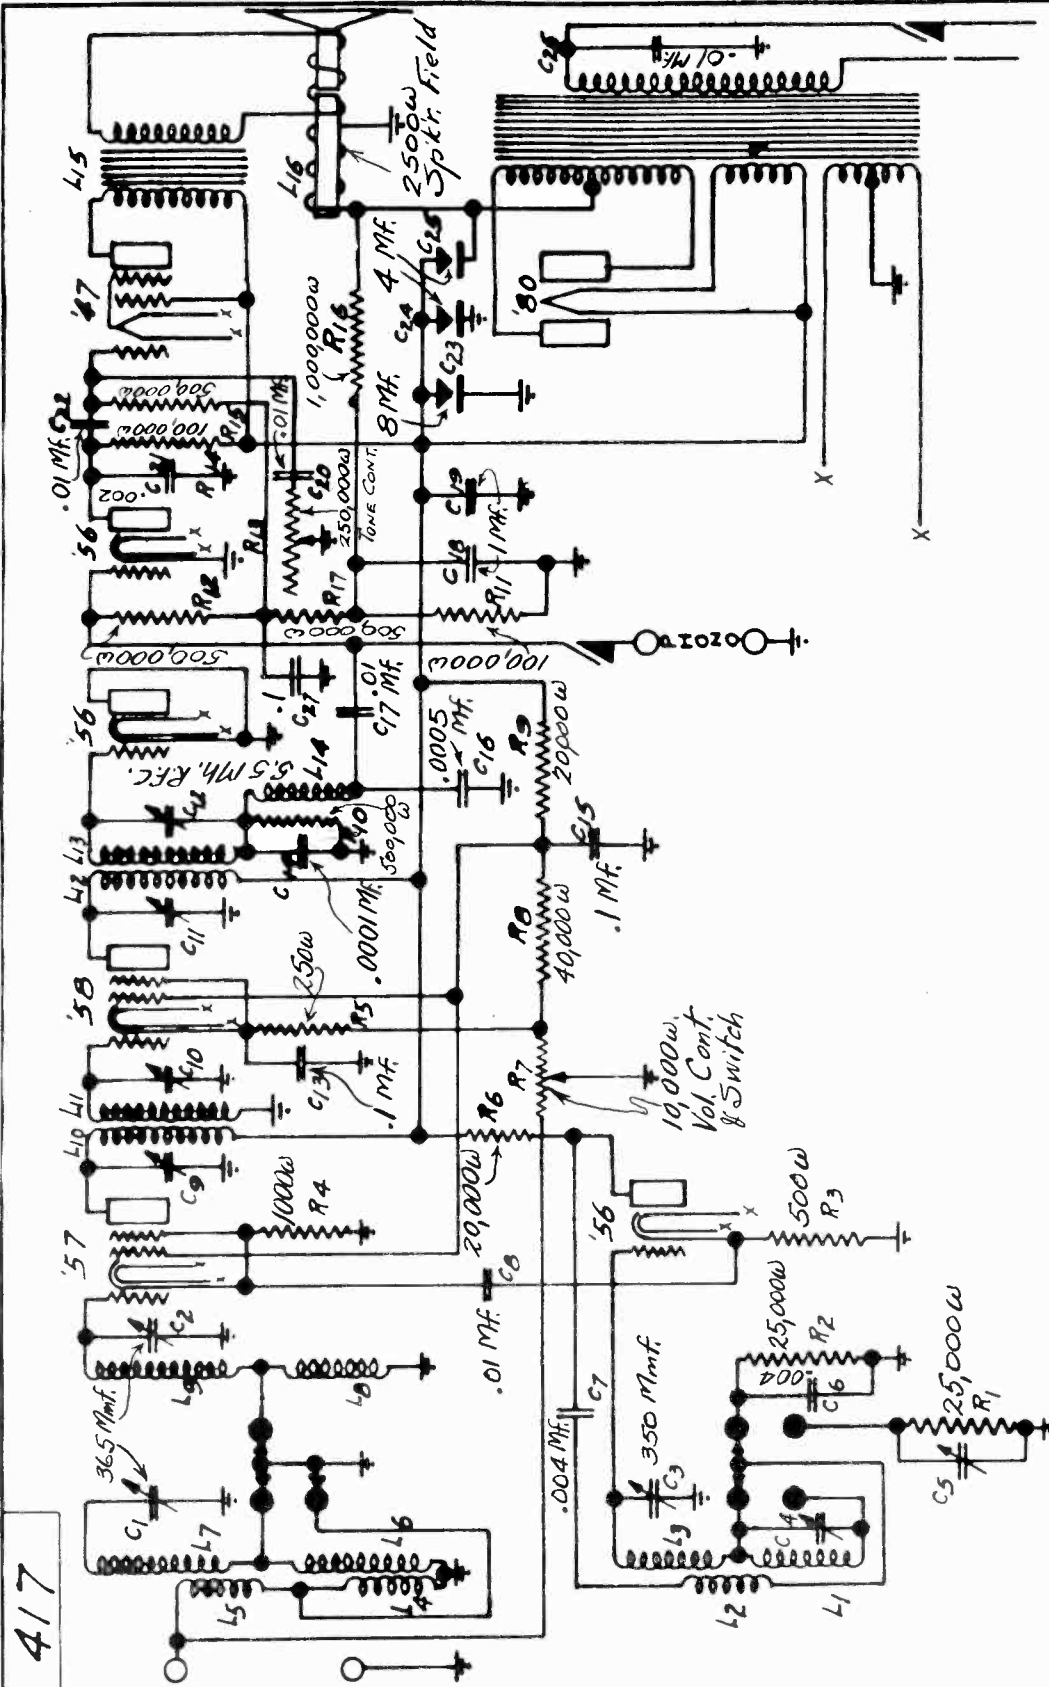 417
L15
'47
.01 Mf.
C22
500,000ω
100,000ω
R15
R14
C21
.002
'56
R12
500,000ω
R13
.01 Mf.
C20
250,000ω
TONE CONT.
1,000,000ω
R16
L16
2500ω
Spk'r. Field
4 Mf.
C25
C24
C23
8 Mf.
C26
.01 Mf.
'80
X
X
C19
C18
.1 Mf.
R11
100,000ω
R17
500,000ω
PHONO
'56
.1
C27
.01
C17 Mf.
5.5 Mh. R.F.C.
L14
.0005
Mf.
C16
R9
20,000ω
C15
.1 Mf.
R8
40,000ω
L13
L12
C12
C11
500,000
ω
.0001 Mf.
'58
250ω
R5
C13
.1 Mf.
C10
L11
L10
C9
R7
10,000ω.
Vol. Cont.
& Switch
R6
20,000ω
'57
1000ω
R4
C2
365 Mmf.
C1
L9
L8
L7
L6
L5
L4
.01 Mf.
C8
'56
500ω
R3
.004 Mf.
C7
350 Mmf.
C3
25,000ω
R2
.004
C6
25,000ω
R1
C5
C4
L3
L2
L1